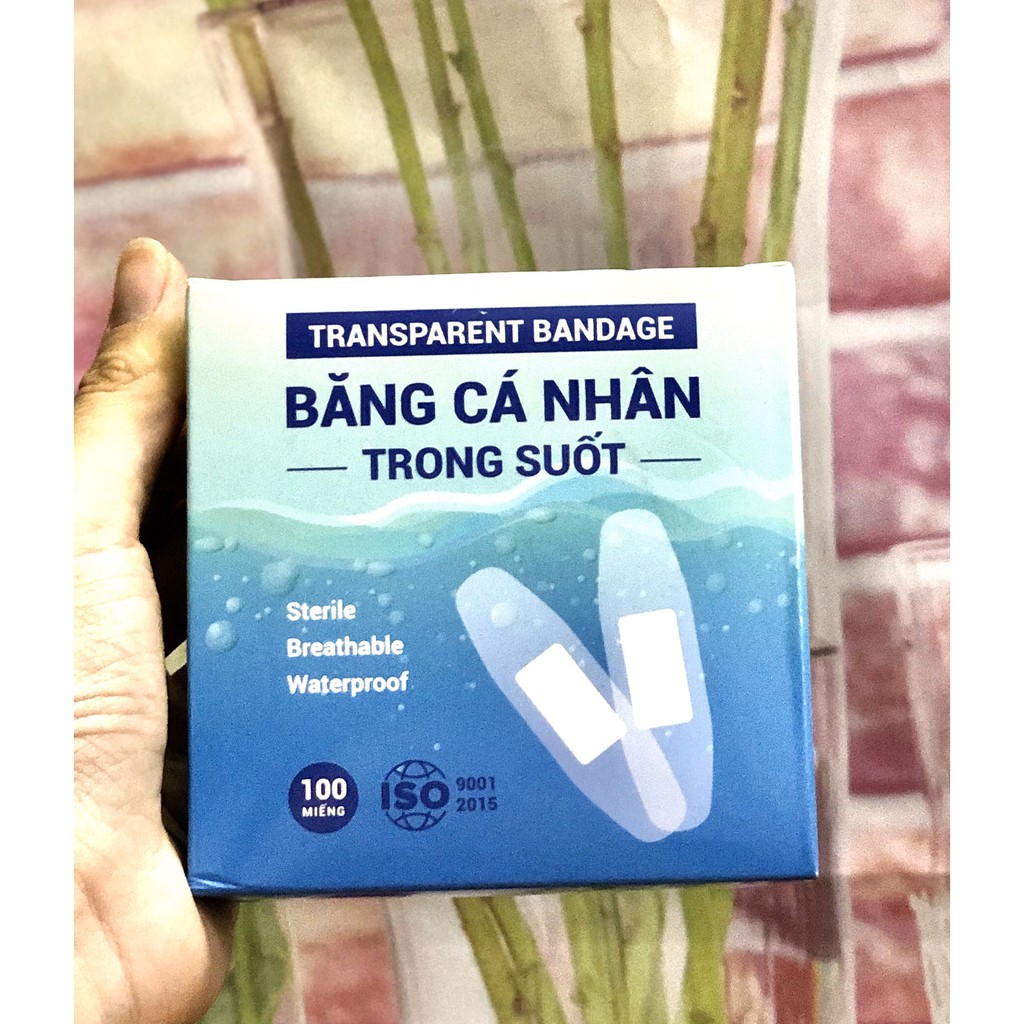 TRANSPARENT BANDAGE
BĂNG CÁ NHÂN
TRONG SUỐT
Sterile
Breathable
Waterproof
100
MIẾNG
ISO
9001
2015